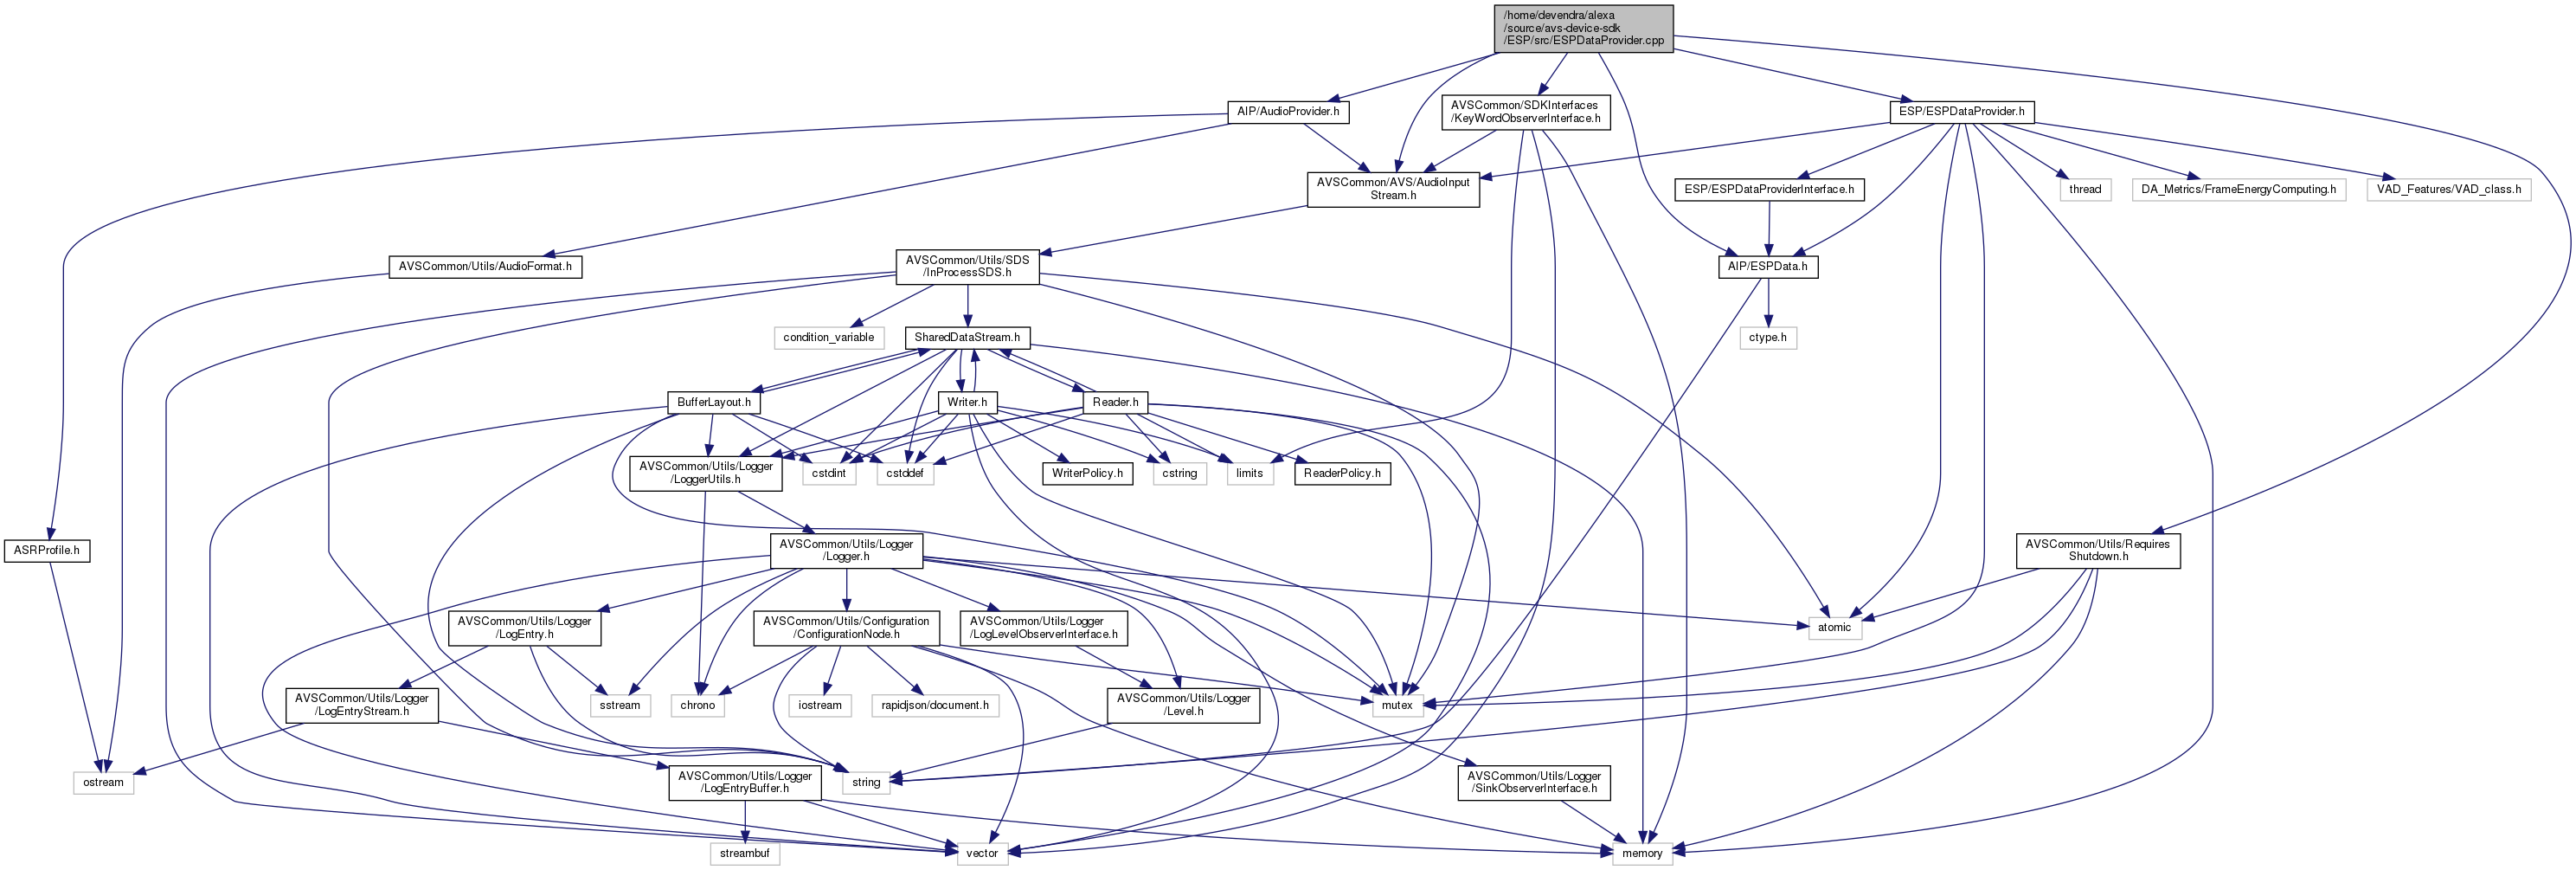 /home/devendra/alexa
/source/avs-device-sdk
/ESP/src/ESPDataProvider.cpp
AIP/AudioProvider.h
AVSCommon/SDKInterfaces
/KeyWordObserverInterface.h
ESP/ESPDataProvider.h
AVSCommon/AVS/AudioInput
Stream.h
ESP/ESPDataProviderInterface.h
thread
DA_Metrics/FrameEnergyComputing.h
VAD_Features/VAD_class.h
AVSCommon/Utils/AudioFormat.h
AVSCommon/Utils/SDS
/InProcessSDS.h
AIP/ESPData.h
condition_variable
SharedDataStream.h
ctype.h
BufferLayout.h
Writer.h
Reader.h
AVSCommon/Utils/Logger
/LoggerUtils.h
cstdint
cstddef
WriterPolicy.h
cstring
limits
ReaderPolicy.h
ASRProfile.h
AVSCommon/Utils/Logger
/Logger.h
AVSCommon/Utils/Requires
Shutdown.h
AVSCommon/Utils/Logger
/LogEntry.h
AVSCommon/Utils/Configuration
/ConfigurationNode.h
AVSCommon/Utils/Logger
/LogLevelObserverInterface.h
atomic
AVSCommon/Utils/Logger
/LogEntryStream.h
sstream
chrono
iostream
rapidjson/document.h
AVSCommon/Utils/Logger
/Level.h
mutex
ostream
AVSCommon/Utils/Logger
/LogEntryBuffer.h
string
AVSCommon/Utils/Logger
/SinkObserverInterface.h
streambuf
vector
memory